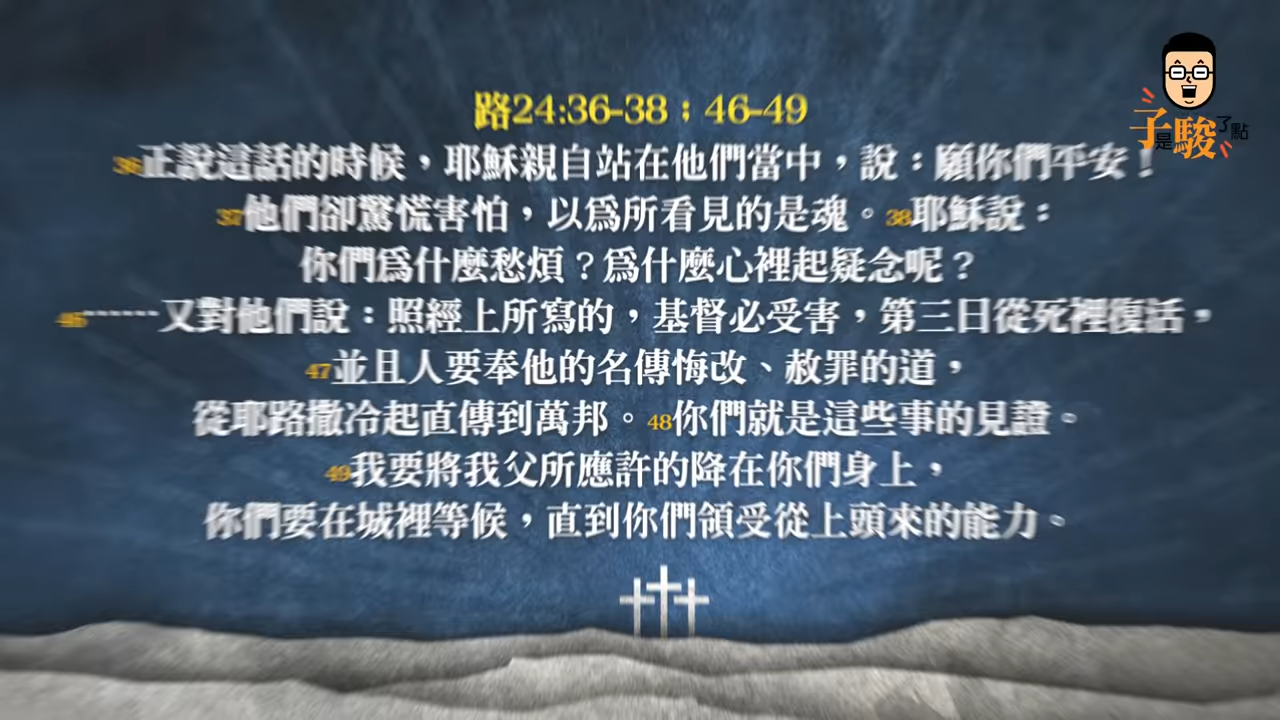 路24:36-38；46-49
36正說這話的時候，耶穌親自站在他們當中，說：願你們平安！
37他們卻驚慌害怕，以為所看見的是魂。38耶穌說：
你們為什麼愁煩？為什麼心裡起疑念呢？
46……又對他們說：照經上所寫的，基督必受害，第三日從死裡復活，
47並且人要奉他的名傳悔改、赦罪的道，
從耶路撒冷起直傳到萬邦。48你們就是這些事的見證。
49我要將我父所應許的降在你們身上，
你們要在城裡等候，直到你們領受從上頭來的能力。
子是駿了點